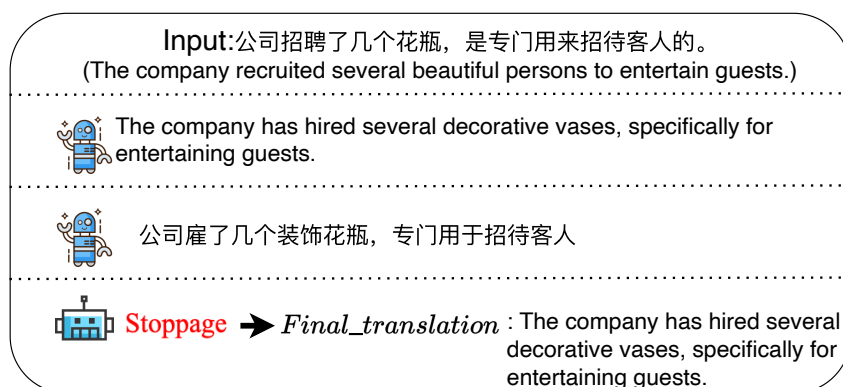 Input:公司招聘了几个花瓶，是专门用来招待客人的。
(The company recruited several beautiful persons to entertain guests.)
The company has hired several decorative vases, specifically for
entertaining guests.
公司雇了几个装饰花瓶，专门用于招待客人
Stoppage Final_translation : The company has hired several
decorative vases, specifically for
entertaining guests.